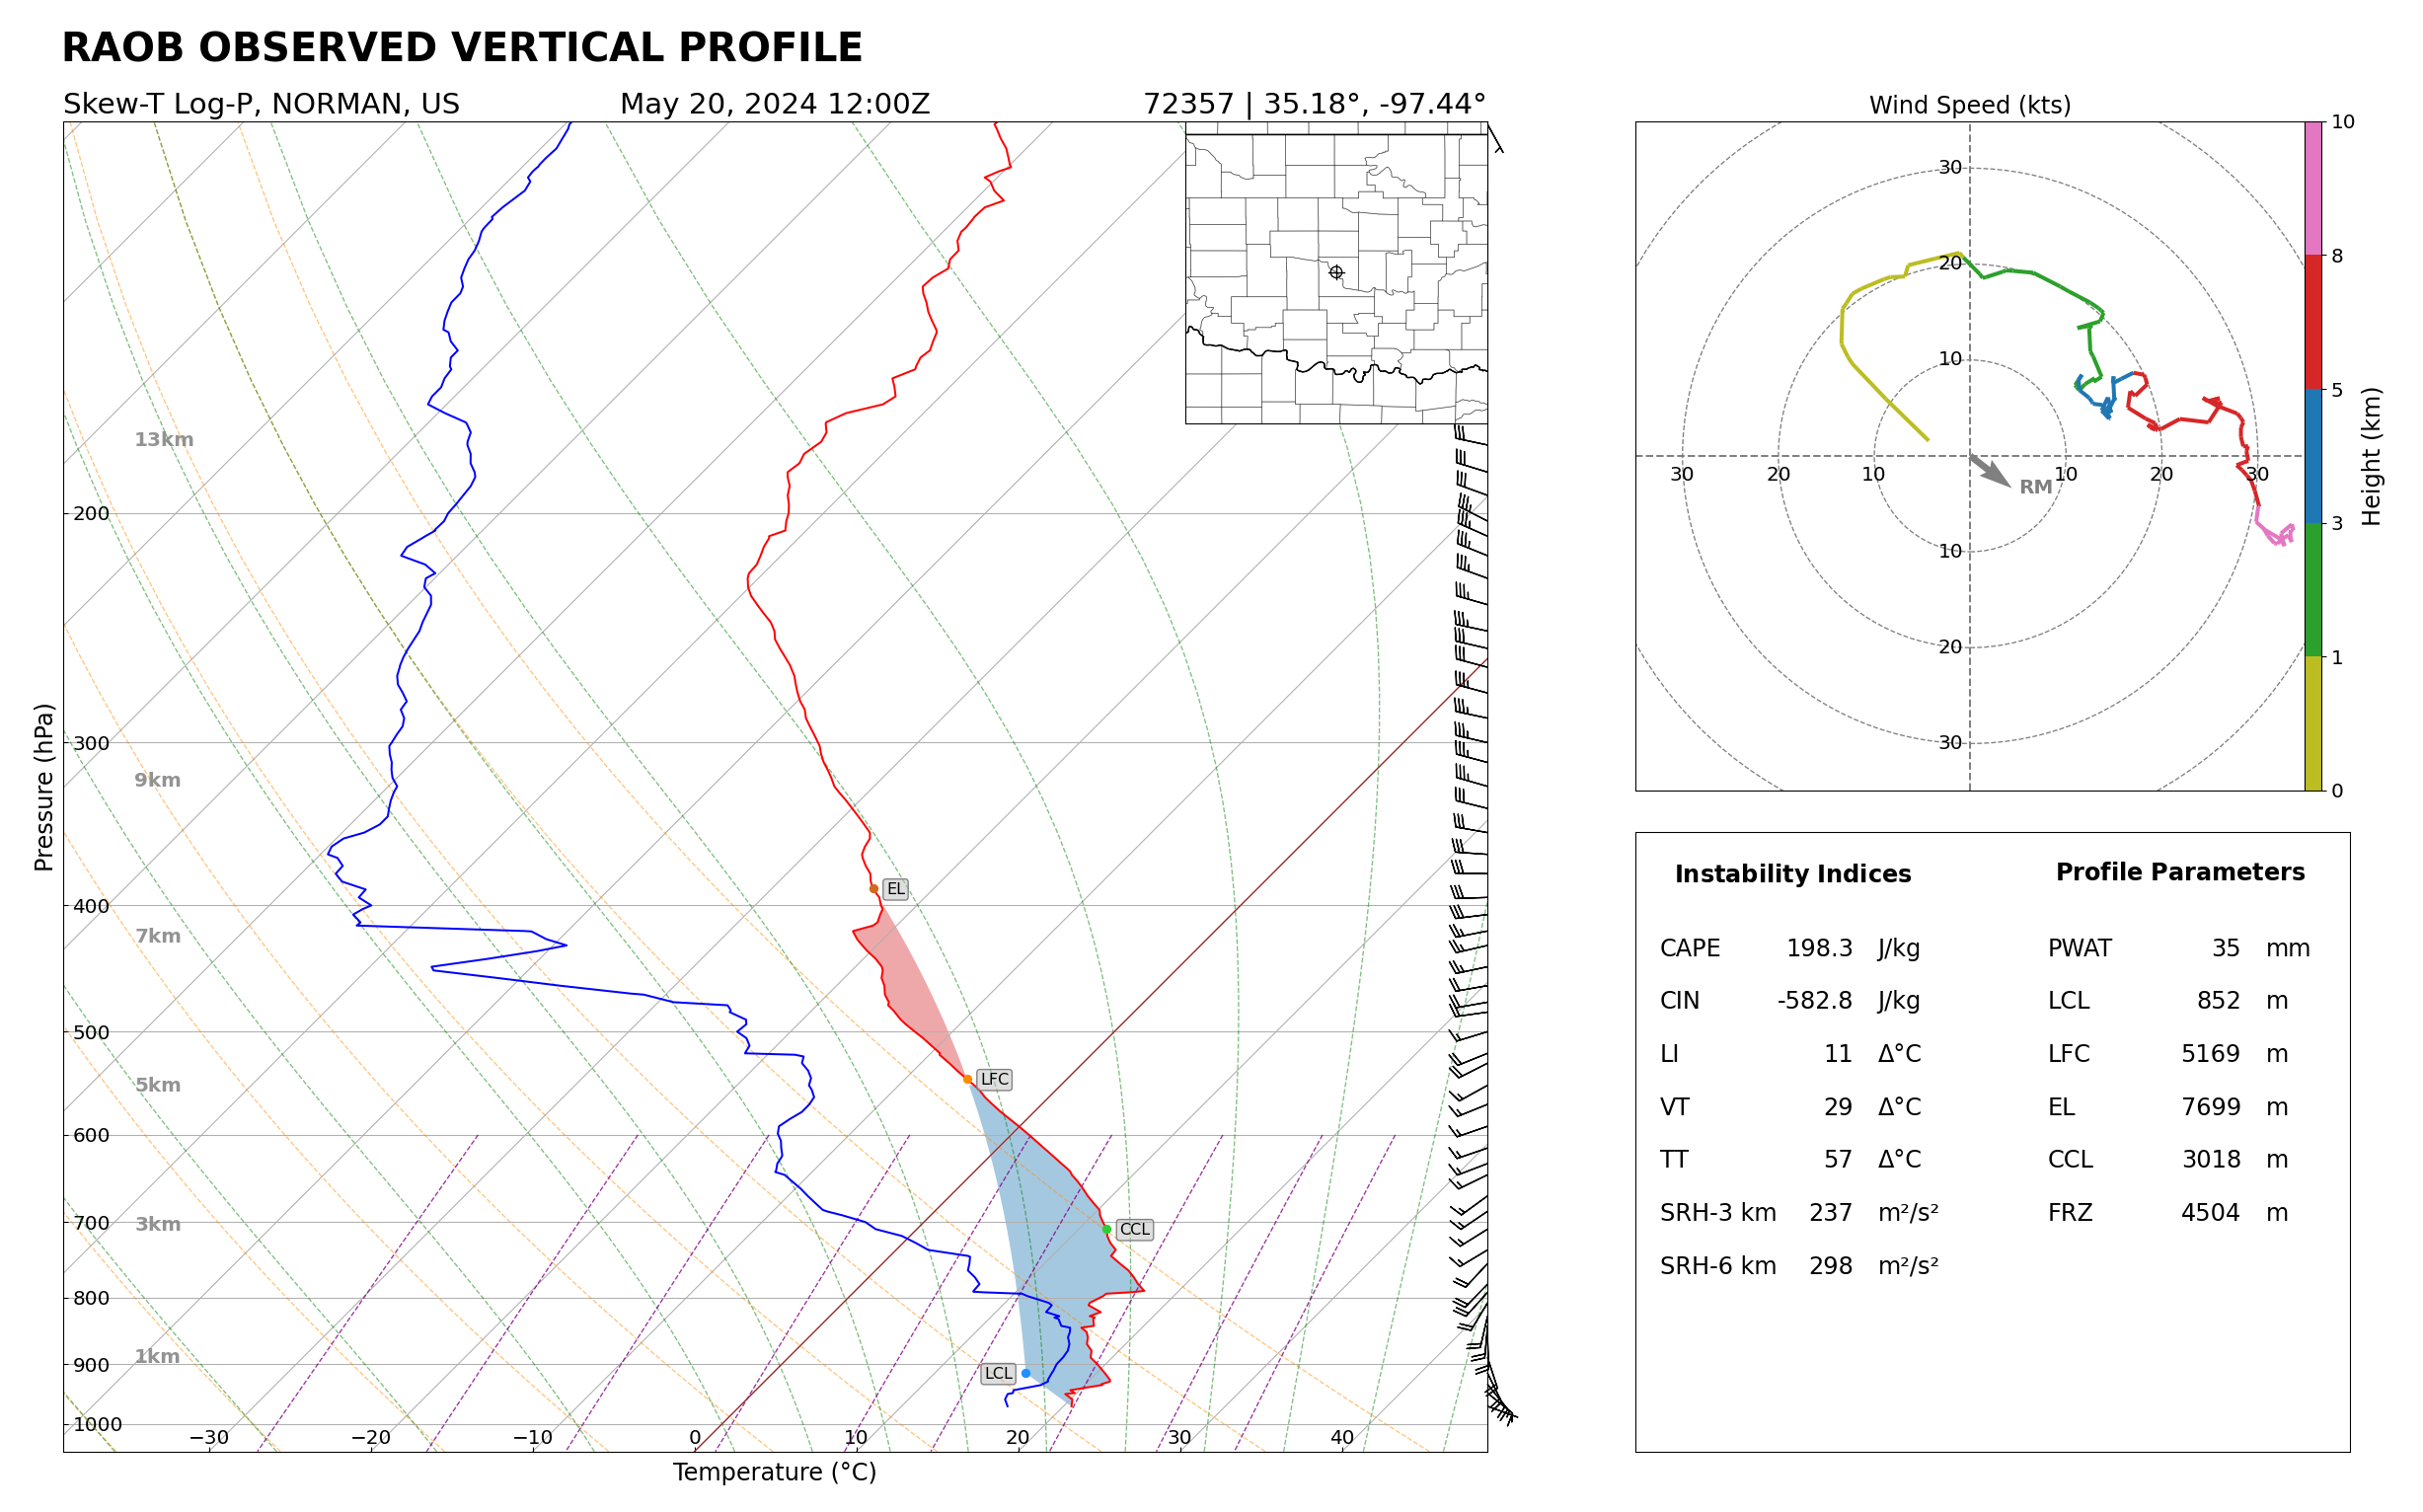 RAOB OBSERVED VERTICAL PROFILE
Skew-T Log-P, NORMAN, US May 20, 2024 12:00Z 72357 | 35.18°, -97.44°
Pressure (hPa)
200
300
400
500
600
700
800
900
1000
13km
9km
7km
5km
3km
1km
EL
LFC
CCL
LCL
−30 −20 −10 0 10 20 30 40
Temperature (°C)
Wind Speed (kts)
30
20
10
30 20 10 10 20 30
RM
10
20
30
10
8
5
3
1
0
Height (km)
Instability Indices Profile Parameters
CAPE 198.3 J/kg PWAT 35 mm
CIN -582.8 J/kg LCL 852 m
LI 11 Δ°C LFC 5169 m
VT 29 Δ°C EL 7699 m
TT 57 Δ°C CCL 3018 m
SRH-3 km 237 m²/s² FRZ 4504 m
SRH-6 km 298 m²/s²